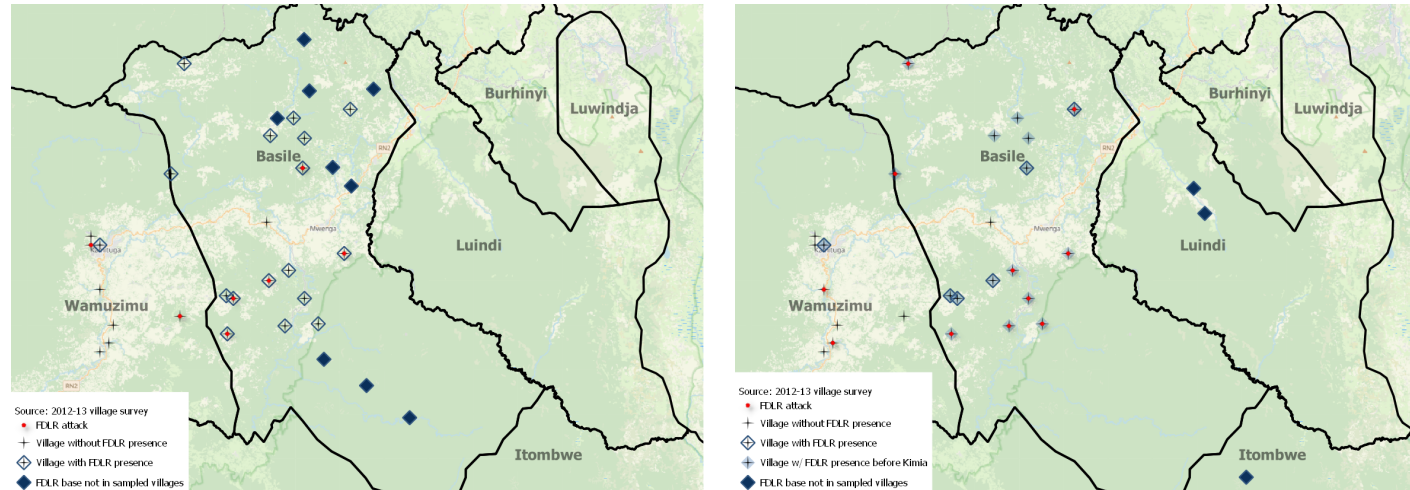 Burhinyi
Luwindja
Basile
RN2
Mwenga
Luindi
Wamuzimu
RN2
Itombwe
Source: 2012-13 village survey
FDLR attack
Village without FDLR presence
Village with FDLR presence
FDLR base not in sampled villages
Burhinyi
Luwindja
Basile
RN2
Mwenga
Luindi
Wamuzimu
Itombwe
Source: 2012-13 village survey
FDLR attack
Village without FDLR presence
Village with FDLR presence
Village w/ FDLR presence before Kimia
FDLR base not in sampled villages